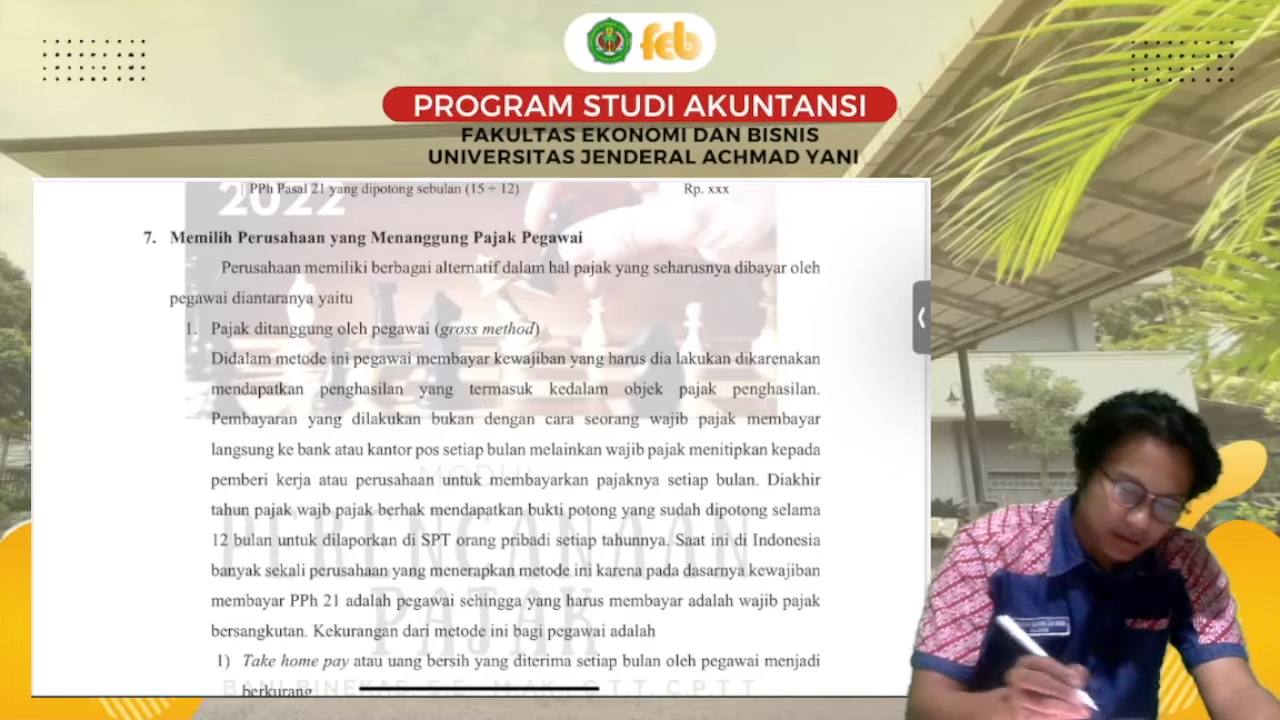 feb
PROGRAM STUDI AKUNTANSI
FAKULTAS EKONOMI DAN BISNIS
UNIVERSITAS JENDERAL ACHMAD YANI
PPh Pasal 21 yang dipotong sebulan (15 ÷ 12) Rp. xxx
2022
7. Memilih Perusahaan yang Menanggung Pajak Pegawai
Perusahaan memiliki berbagai alternatif dalam hal pajak yang seharusnya dibayar oleh
pegawai diantaranya yaitu
1. Pajak ditanggung oleh pegawai (gross method)
Didalam metode ini pegawai membayar kewajiban yang harus dia lakukan dikarenakan
mendapatkan penghasilan yang termasuk kedalam objek pajak penghasilan.
Pembayaran yang dilakukan bukan dengan cara seorang wajib pajak membayar
langsung ke bank atau kantor pos setiap bulan melainkan wajib pajak menitipkan kepada
MODUL
pemberi kerja atau perusahaan untuk membayarkan pajaknya setiap bulan. Diakhir
tahun pajak wajb pajak berhak mendapatkan bukti potong yang sudah dipotong selama
PERENCANAAN
12 bulan untuk dilaporkan di SPT orang pribadi setiap tahunnya. Saat ini di Indonesia
banyak sekali perusahaan yang menerapkan metode ini karena pada dasarnya kewajiban
PAJAK
membayar PPh 21 adalah pegawai sehingga yang harus membayar adalah wajib pajak
bersangkutan. Kekurangan dari metode ini bagi pegawai adalah
1) Take home pay atau uang bersih yang diterima setiap bulan oleh pegawai menjadi
berkurang